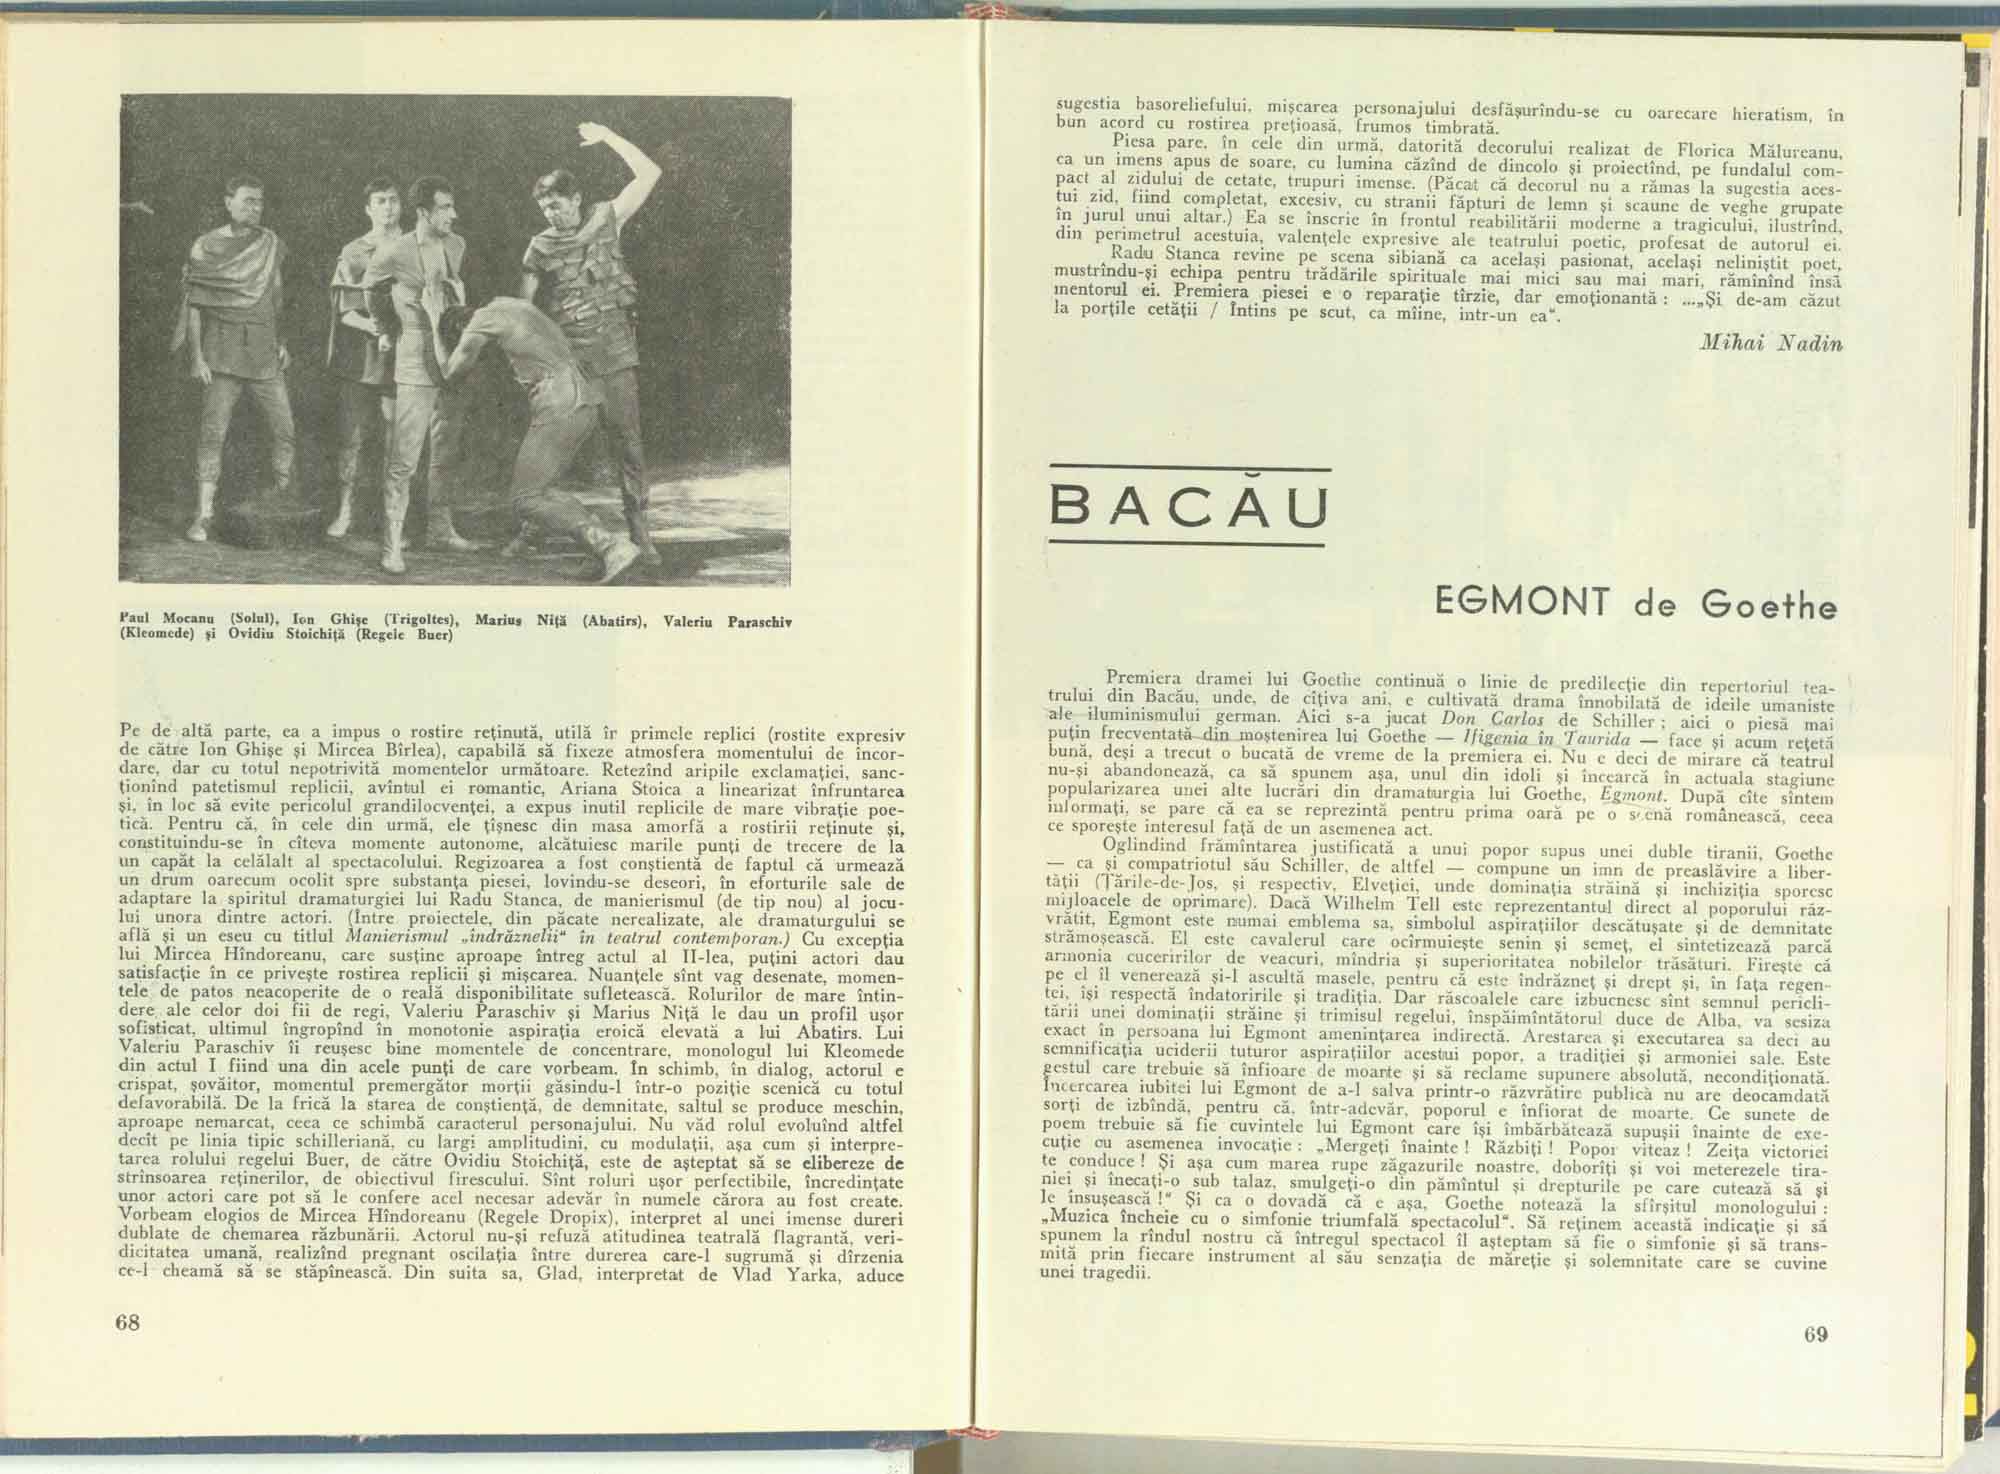 Paul Mocanu (Solul), Ion Ghișe (Trigoltes), Marius Niță (Abatirs), Valeriu Paraschiv
(Kleomede) și Ovidiu Stoichiță (Regele Buer)
Pe de altă parte, ea a impus o rostire reținută, utilă îr primele replici (rostite expresiv
de către Ion Ghișe și Mircea Bîrlea), capabilă să fixeze atmosfera momentului de încor-
dare, dar cu totul nepotrivită momentelor următoare. Retezînd aripile exclamației, sanc-
ționînd patetismul replicii, avîntul ei romantic, Ariana Stoica a linearizat înfruntarea
și, în loc să evite pericolul grandilocvenței, a expus inutil replicile de mare vibrație poe-
tică. Pentru că, în cele din urmă, ele țîșnesc din masa amorfă a rostirii reținute și,
constituindu-se în cîteva momente autonome, alcătuiesc marile punți de trecere de la
un capăt la celălalt al spectacolului. Regizoarea a fost conștientă de faptul că urmează
un drum oarecum ocolit spre substanța piesei, lovindu-se deseori, în eforturile sale de
adaptare la spiritul dramaturgiei lui Radu Stanca, de manierismul (de tip nou) al jocu-
lui unora dintre actori. (Între proiectele, din păcate nerealizate, ale dramaturgului se
află și un eseu cu titlul Manierismul „îndrăznelii“ în teatrul contemporan.) Cu excepția
lui Mircea Hîndoreanu, care susține aproape întreg actul al II-lea, puțini actori dau
satisfacție în ce privește rostirea replicii și mișcarea. Nuanțele sînt vag desenate, momen-
tele de patos neacoperite de o reală disponibilitate sufletească. Rolurilor de mare întin-
dere ale celor doi fii de regi, Valeriu Paraschiv și Marius Niță le dau un profil ușor
sofisticat, ultimul îngropînd în monotonie aspirația eroică elevată a lui Abatirs. Lui
Valeriu Paraschiv îi reușesc bine momentele de concentrare, monologul lui Kleomede
din actul I fiind una din acele punți de care vorbeam. În schimb, în dialog, actorul e
crispat, șovăitor, momentul premergător morții găsindu-l într-o poziție scenică cu totul
defavorabilă. De la frică la starea de conștiență, de demnitate, saltul se produce meschin,
aproape nemarcat, ceea ce schimbă caracterul personajului. Nu văd rolul evoluînd altfel
decît pe linia tipic schilleriană, cu largi amplitudini, cu modulații, așa cum și interpre-
tarea rolului regelui Buer, de către Ovidiu Stoichiță, este de așteptat să se elibereze de
strînsoarea reținerilor, de obiectivul firescului. Sînt roluri ușor perfectibile, încredințate
unor actori care pot să le confere acel necesar adevăr în numele cărora au fost create.
Vorbeam elogios de Mircea Hîndoreanu (Regele Dropix), interpret al unei imense dureri
dublate de chemarea răzbunării. Actorul nu-și refuză atitudinea teatrală flagrantă, veri-
dicitatea umană, realizînd pregnant oscilația între durerea care-l sugrumă și dîrzenia
ce-l cheamă să se stăpînească. Din suita sa, Glad, interpretat de Vlad Yarka, aduce
68
sugestia basoreliefului, mișcarea personajului desfășurîndu-se cu oarecare hieratism, în
bun acord cu rostirea prețioasă, frumos timbrată.
Piesa pare, în cele din urmă, datorită decorului realizat de Florica Mălureanu,
ca un imens apus de soare, cu lumina căzînd de dincolo și proiectînd, pe fundalul com-
pact al zidului de cetate, trupuri imense. (Păcat că decorul nu a rămas la sugestia aces-
tui zid, fiind completat, excesiv, cu stranii făpturi de lemn și scaune de veghe grupate
în jurul unui altar.) Ea se înscrie în frontul reabilitării moderne a tragicului, ilustrînd,
din perimetrul acestuia, valențele expresive ale teatrului poetic, profesat de autorul ei.
Radu Stanca revine pe scena sibiană ca același pasionat, același neliniștit poet,
mustrîndu-și echipa pentru trădările spirituale mai mici sau mai mari, rămînînd însă
mentorul ei. Premiera piesei e o reparație tîrzie, dar emoționantă : ...„Și de-am căzut
la porțile cetății / Întins pe scut, ca mîine, intr-un ea“.
Mihai Nadin
BACĂU
EGMONT de Goethe
Premiera dramei lui Goethe continuă o linie de predilecție din repertoriul tea-
trului din Bacău, unde, de cîțiva ani, e cultivată drama înnobilată de ideile umaniste
ale iluminismului german. Aici s-a jucat Don Carlos de Schiller ; aici o piesă mai
puțin frecventată din moștenirea lui Goethe — Ifigenia în Taurida — face și acum rețetă
bună, deși a trecut o bucată de vreme de la premiera ei. Nu e deci de mirare că teatrul
nu-și abandonează, ca să spunem așa, unul din idoli și încearcă în actuala stagiune
popularizarea unei alte lucrări din dramaturgia lui Goethe, Egmont. După cîte sîntem
informați, se pare că ea se reprezintă pentru prima oară pe o scenă românească, ceea
ce sporește interesul față de un asemenea act.
Oglindind frămîntarea justificată a unui popor supus unei duble tiranii, Goethe
— ca și compatriotul său Schiller, de altfel — compune un imn de preaslăvire a liber-
tății (Țările-de-Jos, și respectiv, Elveției, unde dominația străină și inchiziția sporesc
mijloacele de oprimare). Dacă Wilhelm Tell este reprezentantul direct al poporului răz-
vrătit, Egmont este numai emblema sa, simbolul aspirațiilor descătușate și de demnitate
strămoșească. El este cavalerul care ocîrmuiește senin și semeț, el sintetizează parcă
armonia cuceririlor de veacuri, mîndria și superioritatea nobilelor trăsături. Firește că
pe el îl venerează și-l ascultă masele, pentru că este îndrăzneț și drept și, în fața regen-
tei, își respectă îndatoririle și tradiția. Dar răscoalele care izbucnesc sînt semnul pericli-
tării unei dominații străine și trimisul regelui, înspăimîntătorul duce de Alba, va sesiza
exact în persoana lui Egmont amenințarea indirectă. Arestarea și executarea sa deci au
semnificația uciderii tuturor aspirațiilor acestui popor, a tradiției și armoniei sale. Este
gestul care trebuie să înfioare de moarte și să reclame supunere absolută, necondiționată.
Încercarea iubitei lui Egmont de a-l salva printr-o răzvrătire publică nu are deocamdată
sorți de izbîndă, pentru că, într-adevăr, poporul e înfiorat de moarte. Ce sunete de
poem trebuie să fie cuvintele lui Egmont care își îmbărbătează supușii înainte de exe-
cuție cu asemenea invocație : „Mergeți înainte ! Răzbiți ! Popor viteaz ! Zeița victoriei
te conduce ! Și așa cum marea rupe zăgazurile noastre, doborîți și voi meterezele tira-
niei și înecați-o sub talaz, smulgeți-o din pămîntul și drepturile pe care cutează să și
le însușească !“ Și ca o dovadă că e așa, Goethe notează la sfîrșitul monologului :
„Muzica încheie cu o simfonie triumfală spectacolul“. Să reținem această indicație și să
spunem la rîndul nostru că întregul spectacol îl așteptam să fie o simfonie și să trans-
mită prin fiecare instrument al său senzația de măreție și solemnitate care se cuvine
unei tragedii.
69